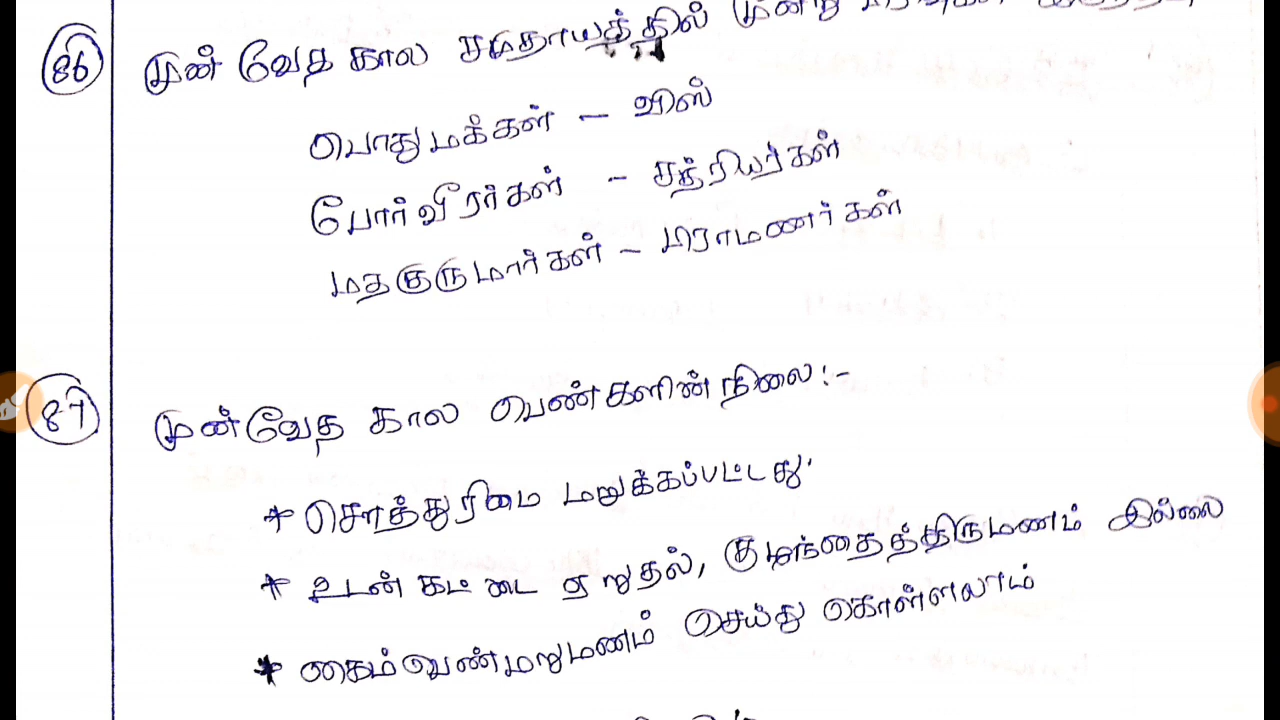 86 முன் வேத கால சமுதாயத்தில் மூன்று பிரிவுகள்
பொதுமக்கள் – விஸ்
போர்வீரர்கள் – சத்ரியர்கள்
மதகுருமார்கள் – பிராமணர்கள்
87 முன்வேத கால பெண்களின் நிலை:-
* சொத்துரிமை மறுக்கப்பட்டது.
* உடன் கட்டை ஏறுதல், குழந்தைத்திருமணம் இல்லை
* கைம்பெண்மறுமணம் செய்து கொள்ளலாம்